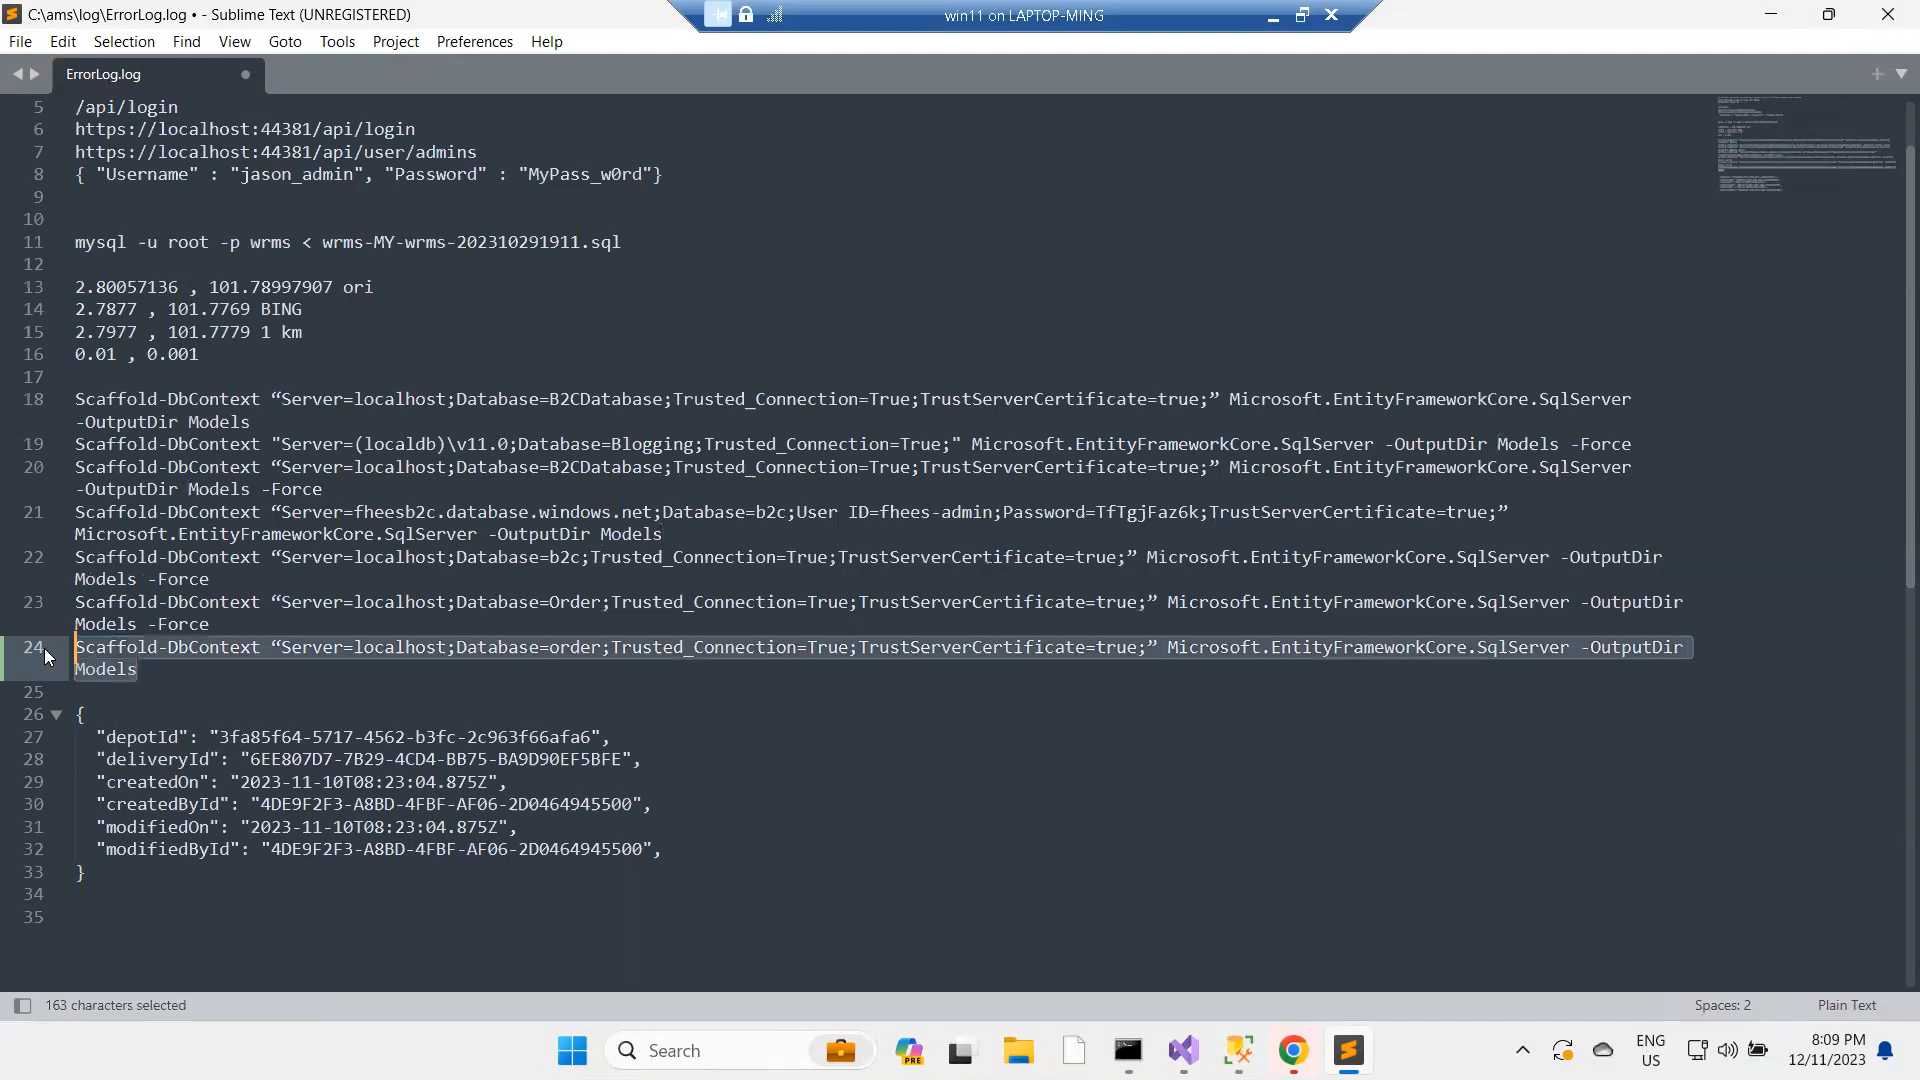 C:\ams\log\ErrorLog.log • - Sublime Text (UNREGISTERED)
win11 on LAPTOP-MING
File Edit Selection Find View Goto Tools Project Preferences Help
ErrorLog.log
5 /api/login
6 https://localhost:44381/api/login
7 https://localhost:44381/api/user/admins
8 { "Username" : "jason_admin", "Password" : "MyPass_w0rd"}
9
10
11 mysql -u root -p wrms < wrms-MY-wrms-202310291911.sql
12
13 2.80057136 , 101.78997907 ori
14 2.7877 , 101.7769 BING
15 2.7977 , 101.7779 1 km
16 0.01 , 0.001
17
18 Scaffold-DbContext “Server=localhost;Database=B2CDatabase;Trusted_Connection=True;TrustServerCertificate=true;” Microsoft.EntityFrameworkCore.SqlServer
-OutputDir Models
19 Scaffold-DbContext "Server=(localdb)\v11.0;Database=Blogging;Trusted_Connection=True;" Microsoft.EntityFrameworkCore.SqlServer -OutputDir Models -Force
20 Scaffold-DbContext “Server=localhost;Database=B2CDatabase;Trusted_Connection=True;TrustServerCertificate=true;” Microsoft.EntityFrameworkCore.SqlServer
-OutputDir Models -Force
21 Scaffold-DbContext “Server=fheesb2c.database.windows.net;Database=b2c;User ID=fhees-admin;Password=TfTgjFaz6k;TrustServerCertificate=true;”
Microsoft.EntityFrameworkCore.SqlServer -OutputDir Models
22 Scaffold-DbContext “Server=localhost;Database=b2c;Trusted_Connection=True;TrustServerCertificate=true;” Microsoft.EntityFrameworkCore.SqlServer -OutputDir
Models -Force
23 Scaffold-DbContext “Server=localhost;Database=Order;Trusted_Connection=True;TrustServerCertificate=true;” Microsoft.EntityFrameworkCore.SqlServer -OutputDir
Models -Force
24 Scaffold-DbContext “Server=localhost;Database=order;Trusted_Connection=True;TrustServerCertificate=true;” Microsoft.EntityFrameworkCore.SqlServer -OutputDir
Models
25
26 {
27 "depotId": "3fa85f64-5717-4562-b3fc-2c963f66afa6",
28 "deliveryId": "6EE807D7-7B29-4CD4-BB75-BA9D90EF5BFE",
29 "createdOn": "2023-11-10T08:23:04.875Z",
30 "createdById": "4DE9F2F3-A8BD-4FBF-AF06-2D0464945500",
31 "modifiedOn": "2023-11-10T08:23:04.875Z",
32 "modifiedById": "4DE9F2F3-A8BD-4FBF-AF06-2D0464945500",
33 }
34
35
163 characters selected
Spaces: 2 Plain Text
Search
PRE
ENG
US
8:09 PM
12/11/2023